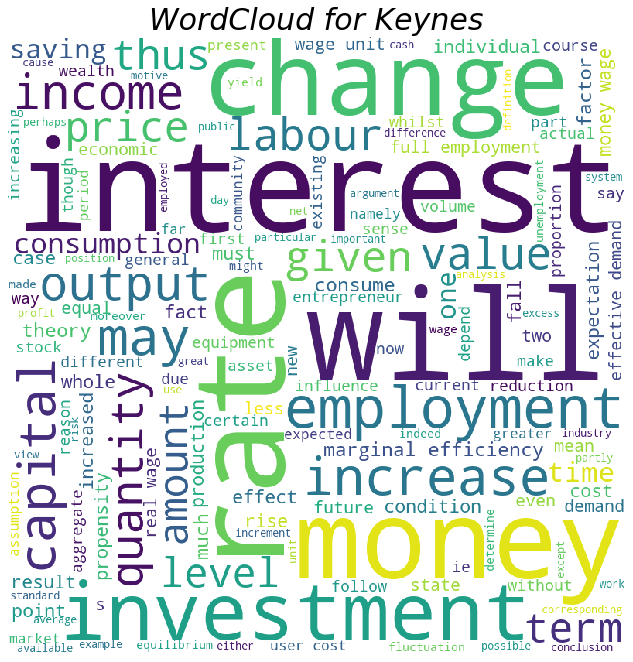 WordCloud for Keynes
cause
saving
thus
present
wage unit
cash
individual
course
perhaps
wealth
motive
change
income
yield
definition
factor
money wage
increasing
price
public
labour
difference
whilst
part
actual
though
period
economic
employed
full employment
interest
day
community
existing
argument
namely
volume
unemployment
system
say
consumption
far
first
net
particular
important
sense
given
value
proportion
expectation
effective demand
case
position
general
must
might
consume
analysis
made
way
output
rate
entrepreneur
one
will
fall
profit
equal
moreover
fact
theory
may
equipment
wage
depend
excess
two
stock
different
great
asset
new
now
make
capital
whole
due
use
influence
current
reduction
reason
risk
increased
quantity
amount
certain
less
employment
view
expected
indeed
greater
industry
assumption
aggregate
propensity
real wage
much
production
marginal efficiency
mean
partly
effect
increase
time
increment
future
condition
cost
even
demand
rise
unit
money
determine
except
result
level
ie
standard
s
follow
state
without
work
point
average
investment
corresponding
term
market
available
example
equilibrium
either
user cost
fluctuation
possible
conclusion